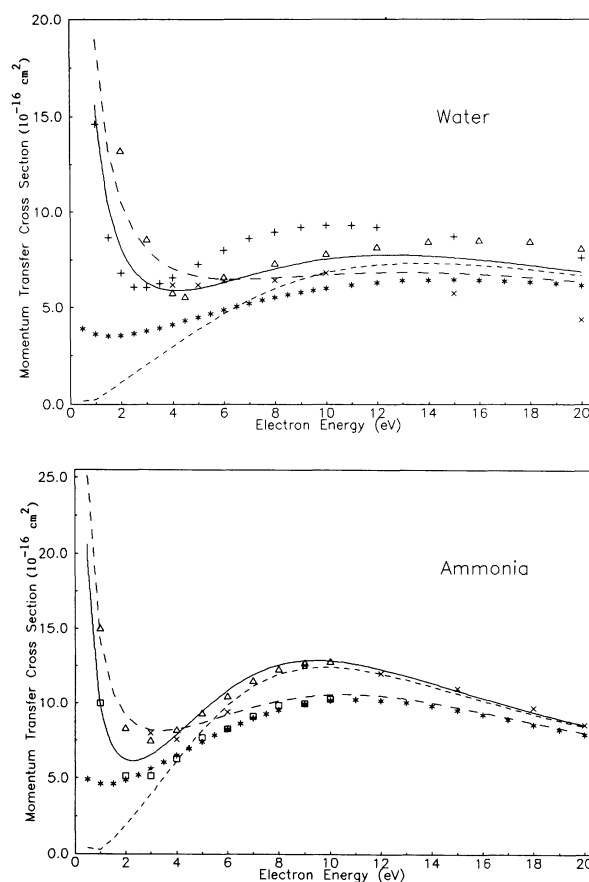 20.0
15.0
10.0
5.0
0.0
Momentum Transfer Cross Section (10⁻¹⁶ cm²)
Water
0 2 4 6 8 10 12 14 16 18 20
Electron Energy (eV)
25.0
20.0
15.0
10.0
5.0
0.0
Momentum Transfer Cross Section (10⁻¹⁶ cm²)
Ammonia
0 2 4 6 8 10 12 14 16 18 20
Electron Energy (eV)